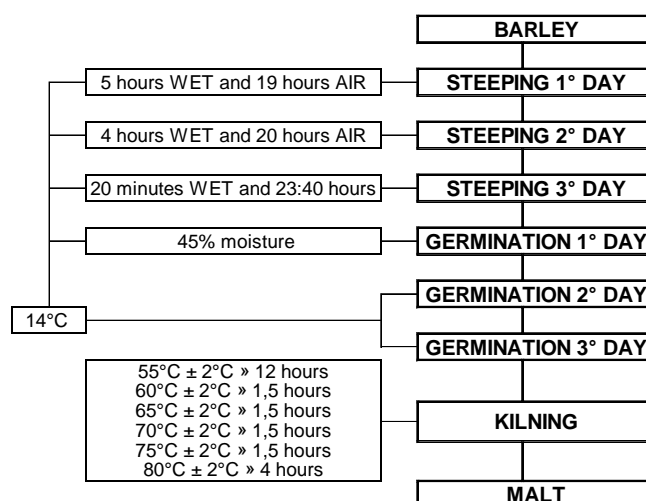 BARLEY
5 hours WET and 19 hours AIR
STEEPING 1° DAY
4 hours WET and 20 hours AIR
STEEPING 2° DAY
20 minutes WET and 23:40 hours
STEEPING 3° DAY
45% moisture
GERMINATION 1° DAY
GERMINATION 2° DAY
14°C
GERMINATION 3° DAY
55°C ± 2°C » 12 hours
60°C ± 2°C » 1,5 hours
65°C ± 2°C » 1,5 hours
70°C ± 2°C » 1,5 hours
75°C ± 2°C » 1,5 hours
80°C ± 2°C » 4 hours
KILNING
MALT